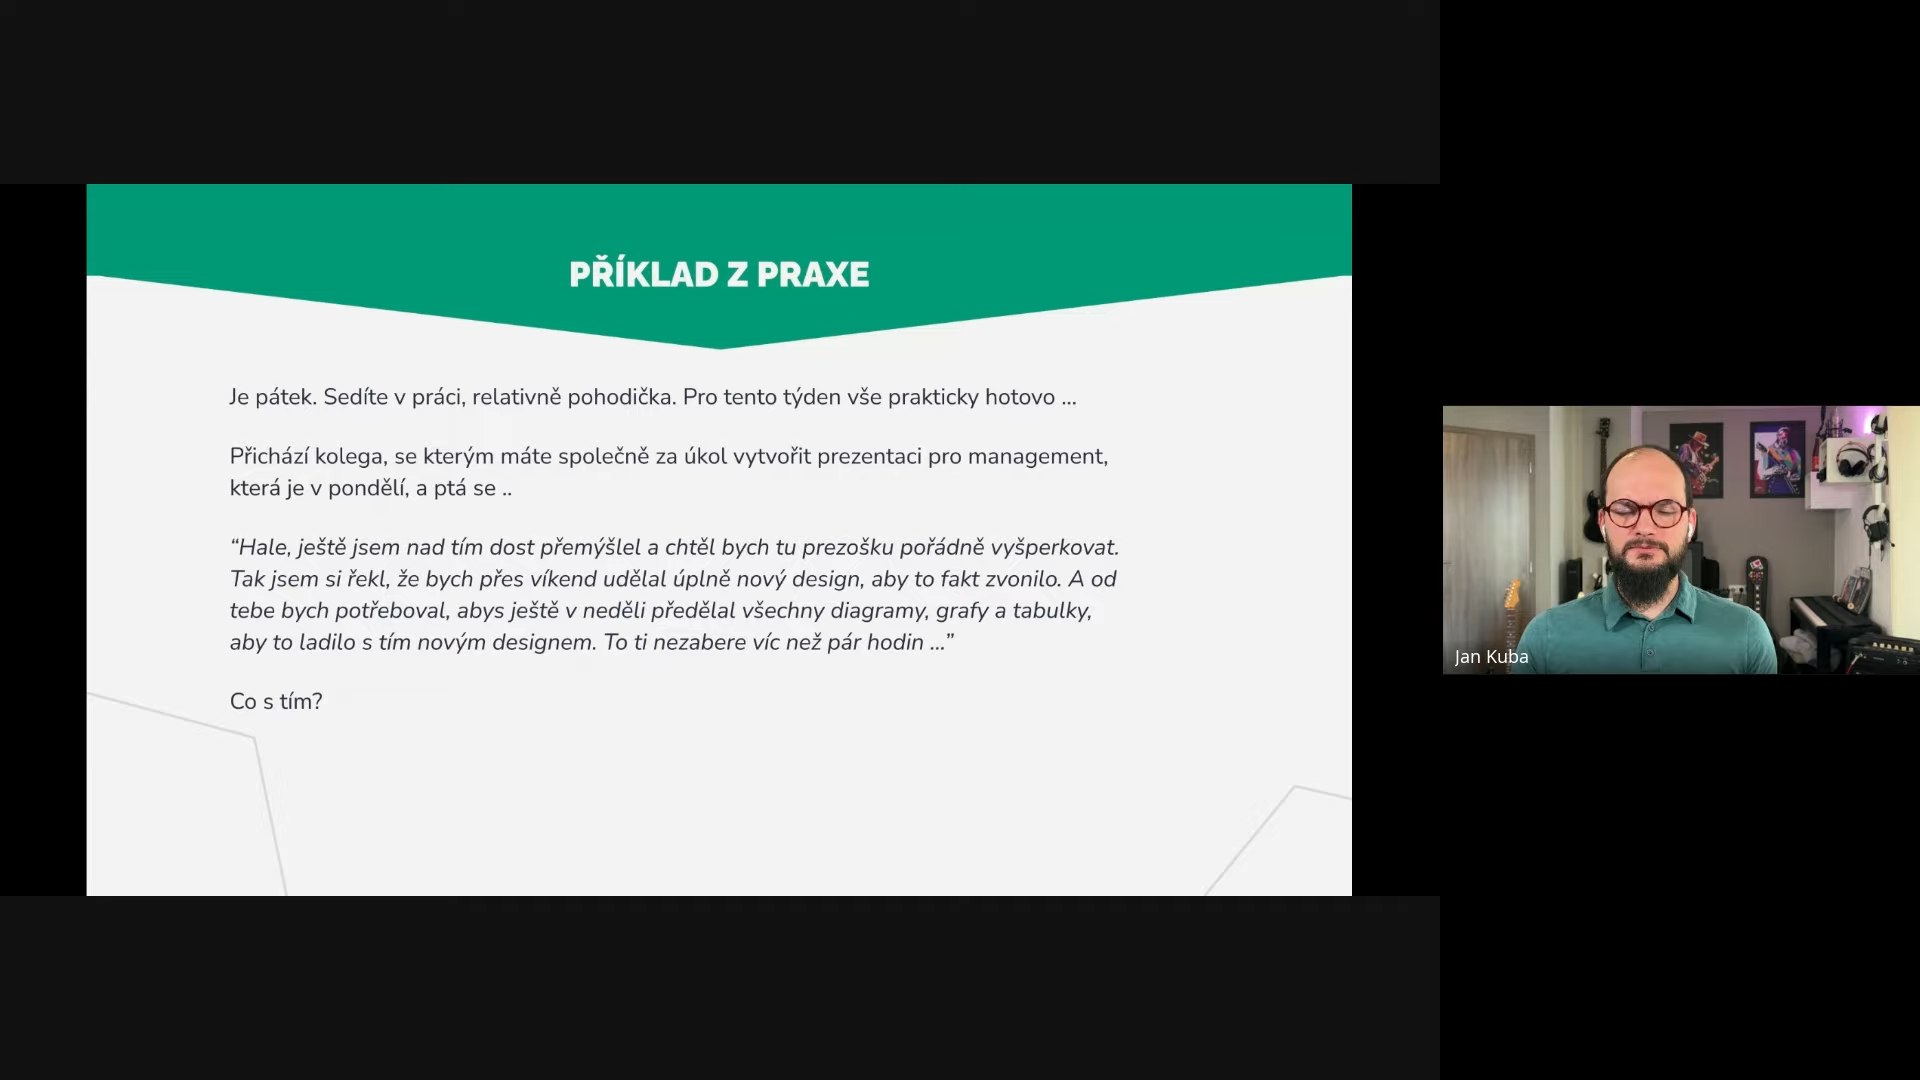 PŘÍKLAD Z PRAXE
Je pátek. Sedíte v práci, relativně pohodička. Pro tento týden vše prakticky hotovo ...
Přichází kolega, se kterým máte společně za úkol vytvořit prezentaci pro management,
která je v pondělí, a ptá se ..
“Hale, ještě jsem nad tím dost přemýšlel a chtěl bych tu prezošku pořádně vyšperkovat.
Tak jsem si řekl, že bych přes víkend udělal úplně nový design, aby to fakt zvonilo. A od
tebe bych potřeboval, abys ještě v neděli předělal všechny diagramy, grafy a tabulky,
aby to ladilo s tím novým designem. To ti nezabere víc než pár hodin ...”
Co s tím?
Jan Kuba